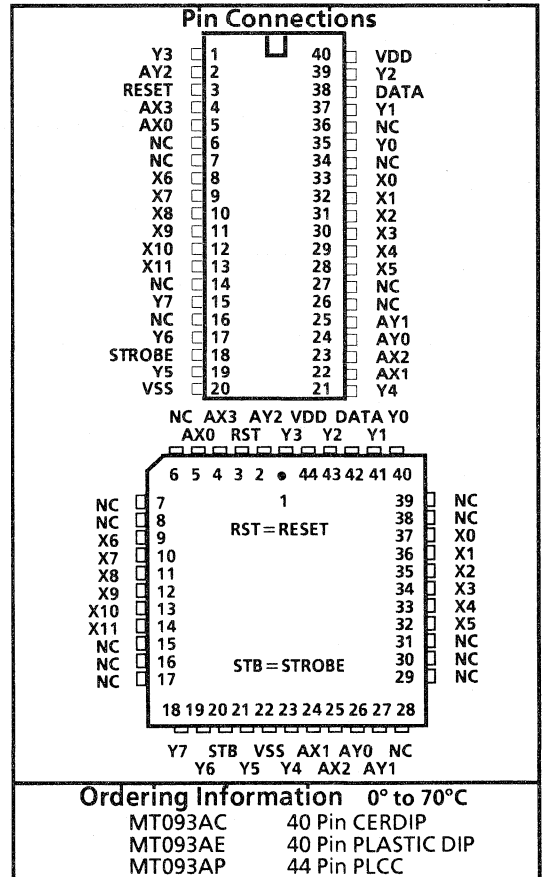 Pin Connections
Y3 1 40 VDD
AY2 2 39 Y2
RESET 3 38 DATA
AX3 4 37 Y1
AX0 5 36 NC
NC 6 35 Y0
NC 7 34 NC
X6 8 33 X0
X7 9 32 X1
X8 10 31 X2
X9 11 30 X3
X10 12 29 X4
X11 13 28 X5
NC 14 27 NC
Y7 15 26 NC
NC 16 25 AY1
Y6 17 24 AY0
STROBE 18 23 AX2
Y5 19 22 AX1
VSS 20 21 Y4
NC AX3 AY2 VDD DATA Y0
AX0 RST Y3 Y2 Y1
6 5 4 3 2 • 44 43 42 41 40
1
NC 7 39 NC
NC 8 38 NC
X6 9 RST=RESET 37 X0
X7 10 36 X1
X8 11 35 X2
X9 12 34 X3
X10 13 33 X4
X11 14 32 X5
NC 15 31 NC
NC 16 STB=STROBE 30 NC
NC 17 29 NC
18 19 20 21 22 23 24 25 26 27 28
Y7 STB VSS AX1 AY0 NC
Y6 Y5 Y4 AX2 AY1
Ordering Information 0° to 70°C
MT093AC 40 Pin CERDIP
MT093AE 40 Pin PLASTIC DIP
MT093AP 44 Pin PLCC